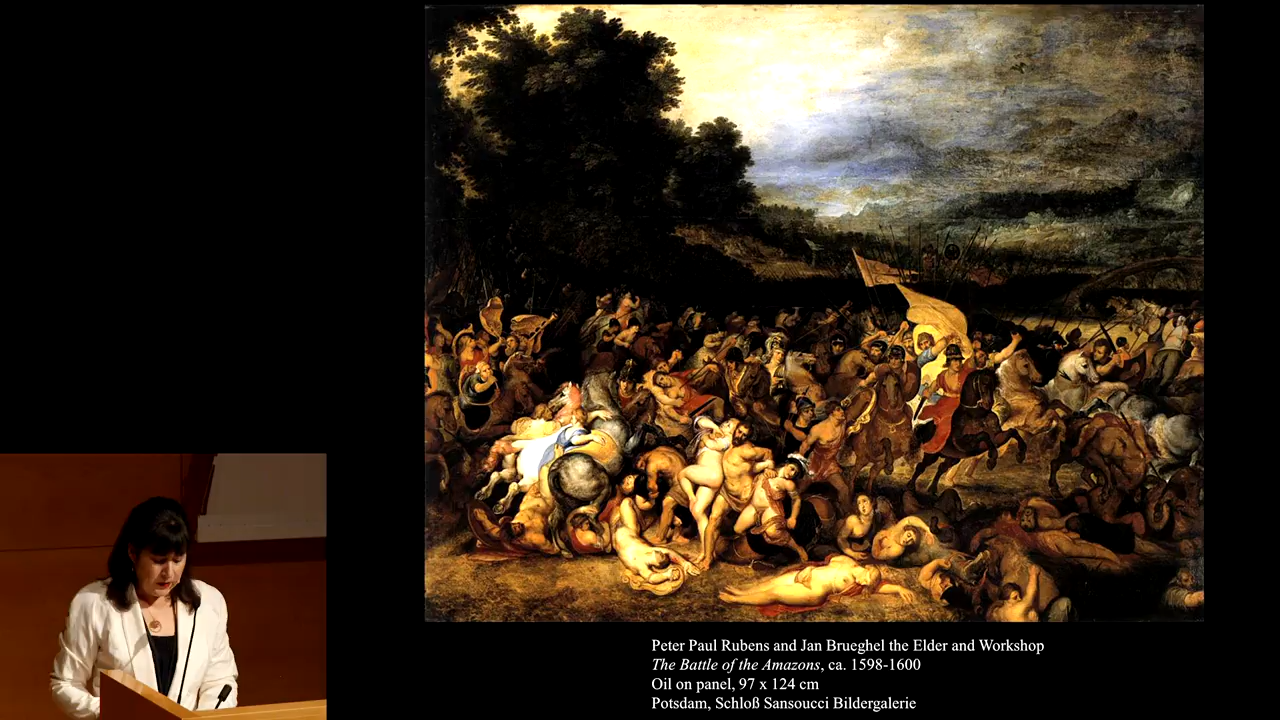 Peter Paul Rubens and Jan Brueghel the Elder and Workshop
The Battle of the Amazons, ca. 1598-1600
Oil on panel, 97 x 124 cm
Potsdam, Schloß Sansoucci Bildergalerie